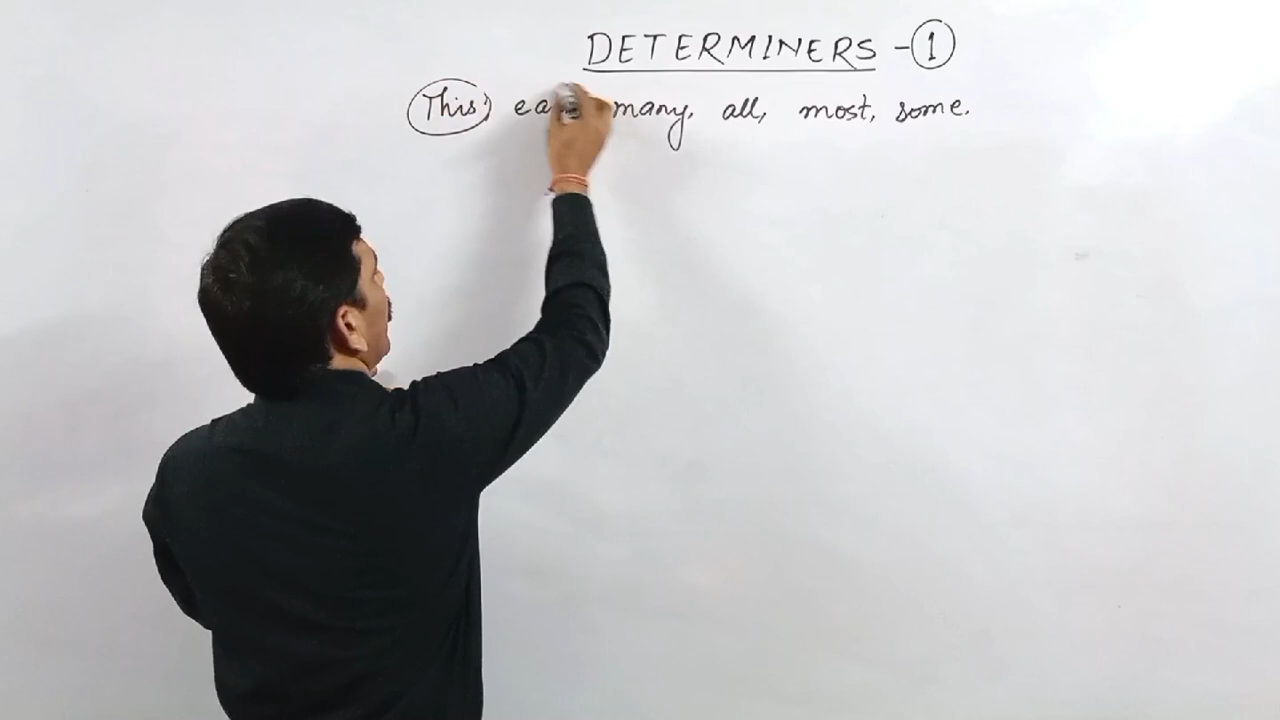 DETERMINERS - 1
This, many, all, most, some.